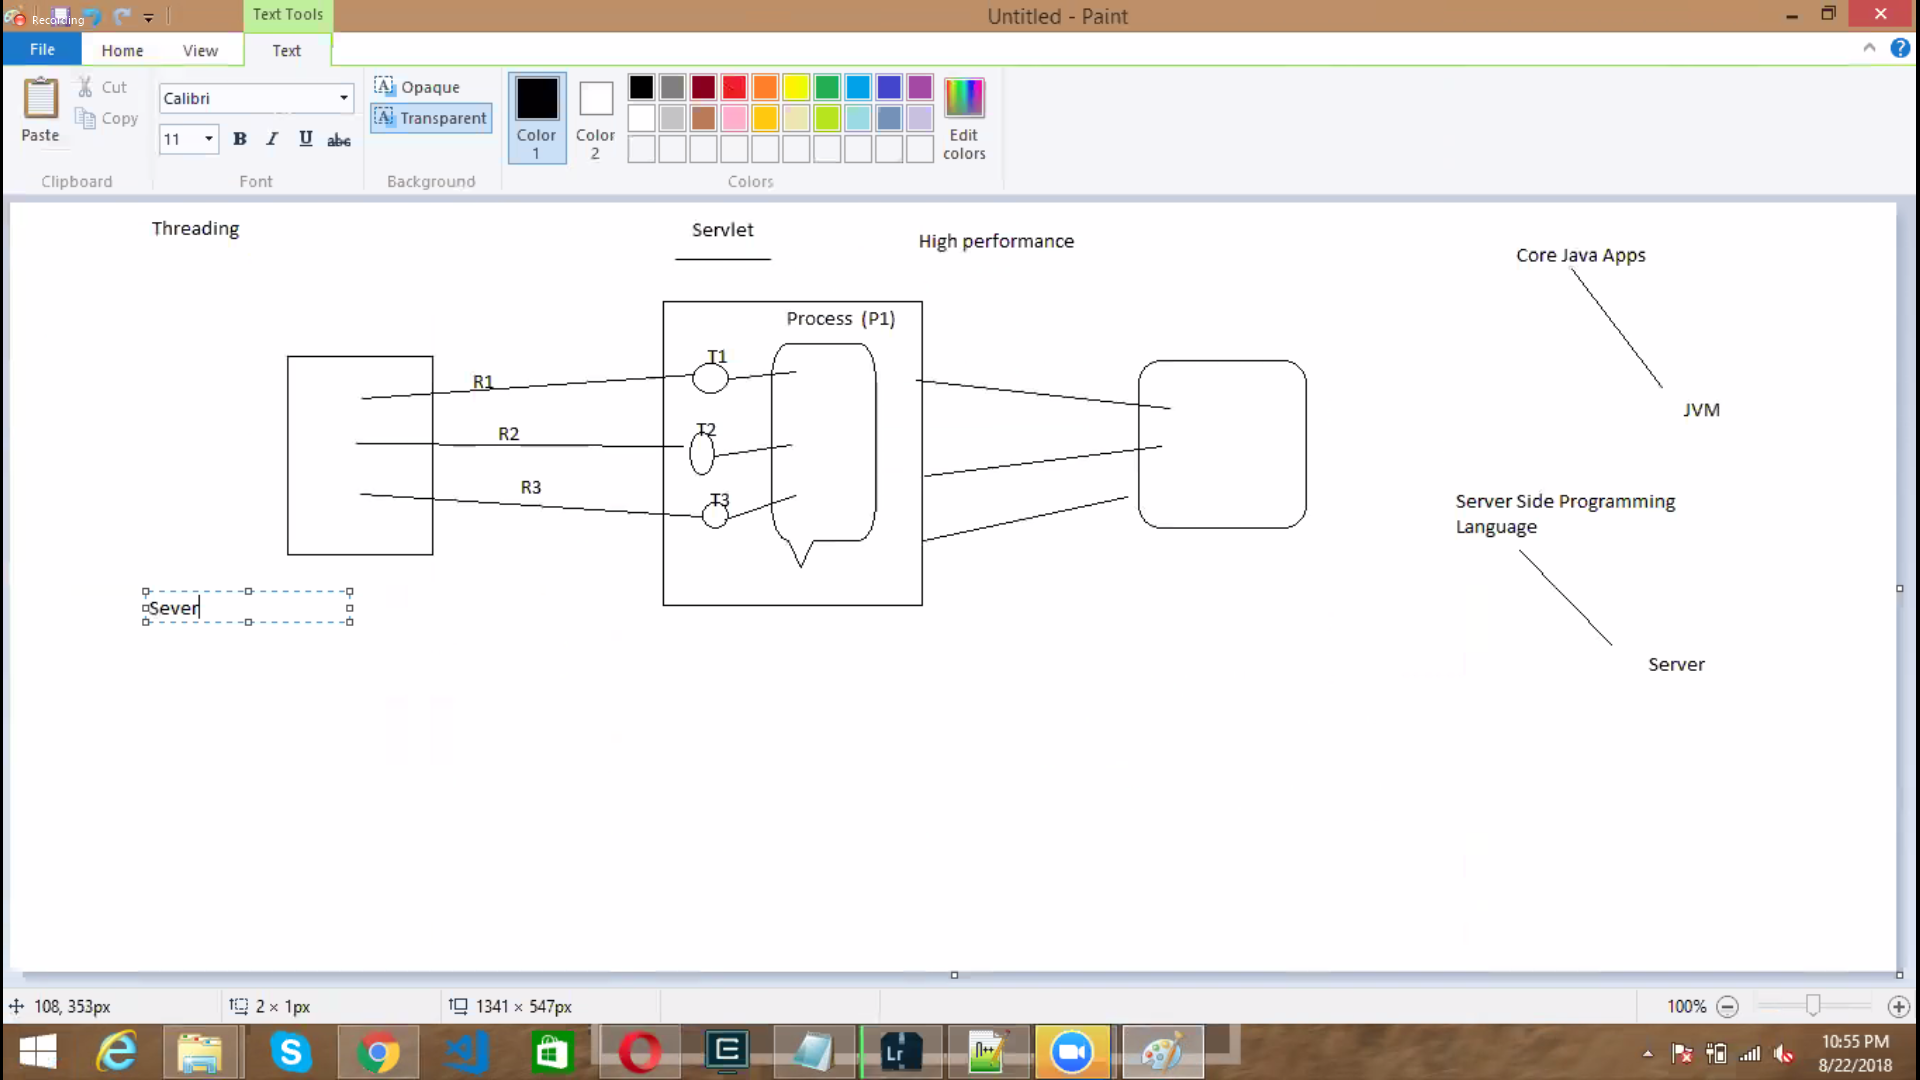 Recording
Text Tools
Untitled - Paint
File
Home
View
Text
Paste
Cut
Copy
Clipboard
Calibri
11
B
I
U
abc
Font
Opaque
Transparent
Background
Color
1
Color
2
Edit
colors
Colors
Threading
Servlet
High performance
Core Java Apps
Process (P1)
T1
R1
JVM
T2
R2
R3
T3
Server Side Programming
Language
Sever
Server
108, 353px
2 × 1px
1341 × 547px
100%
Lr
n++
10:55 PM
8/22/2018